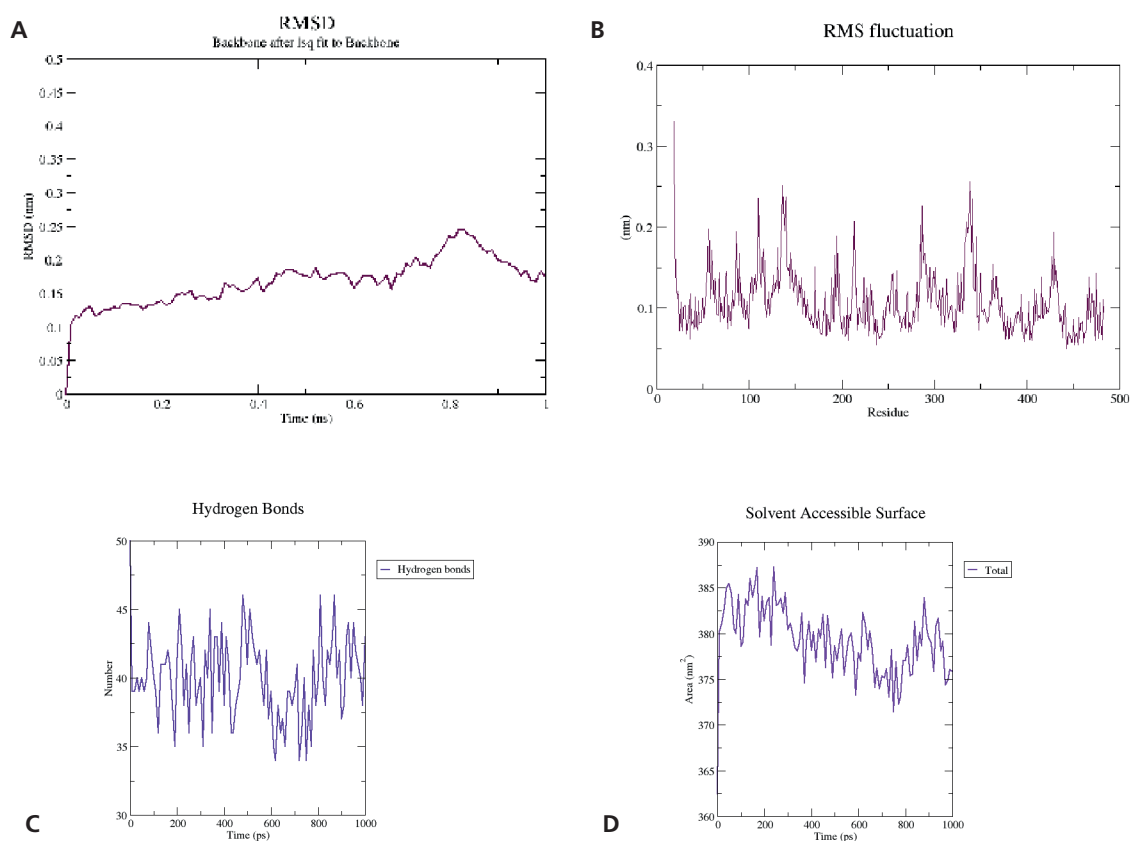 A
RMSD
Backbone after lsq fit to Backbone
0.5
0.45
0.4
0.35
0.3
0.25
0.2
0.15
0.1
0.05
0
RMSD (nm)
0 0.2 0.4 0.6 0.8 1
Time (ns)
B
RMS fluctuation
0.4
0.3
0.2
0.1
0
(nm)
0 100 200 300 400 500
Residue
Hydrogen Bonds
50
45
40
35
30
Number
Hydrogen bonds
0 200 400 600 800 1000
Time (ps)
C
Solvent Accessible Surface
390
385
380
375
370
365
360
Area (nm²)
Total
0 200 400 600 800 1000
Time (ps)
D